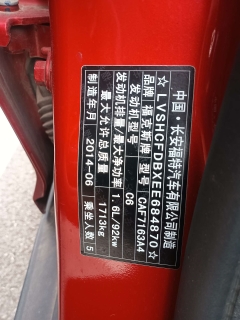 中国·长安福特汽车有限公司制造
☆LVSHCFDBXEE684870☆
品牌 福克斯牌 型号 CAF7163A4
发动机型号 C6
发动机排量/最大净功率 1.6L/92kw
最大允许总质量 1713kg
制造年月 2014-06 乘坐人数 5